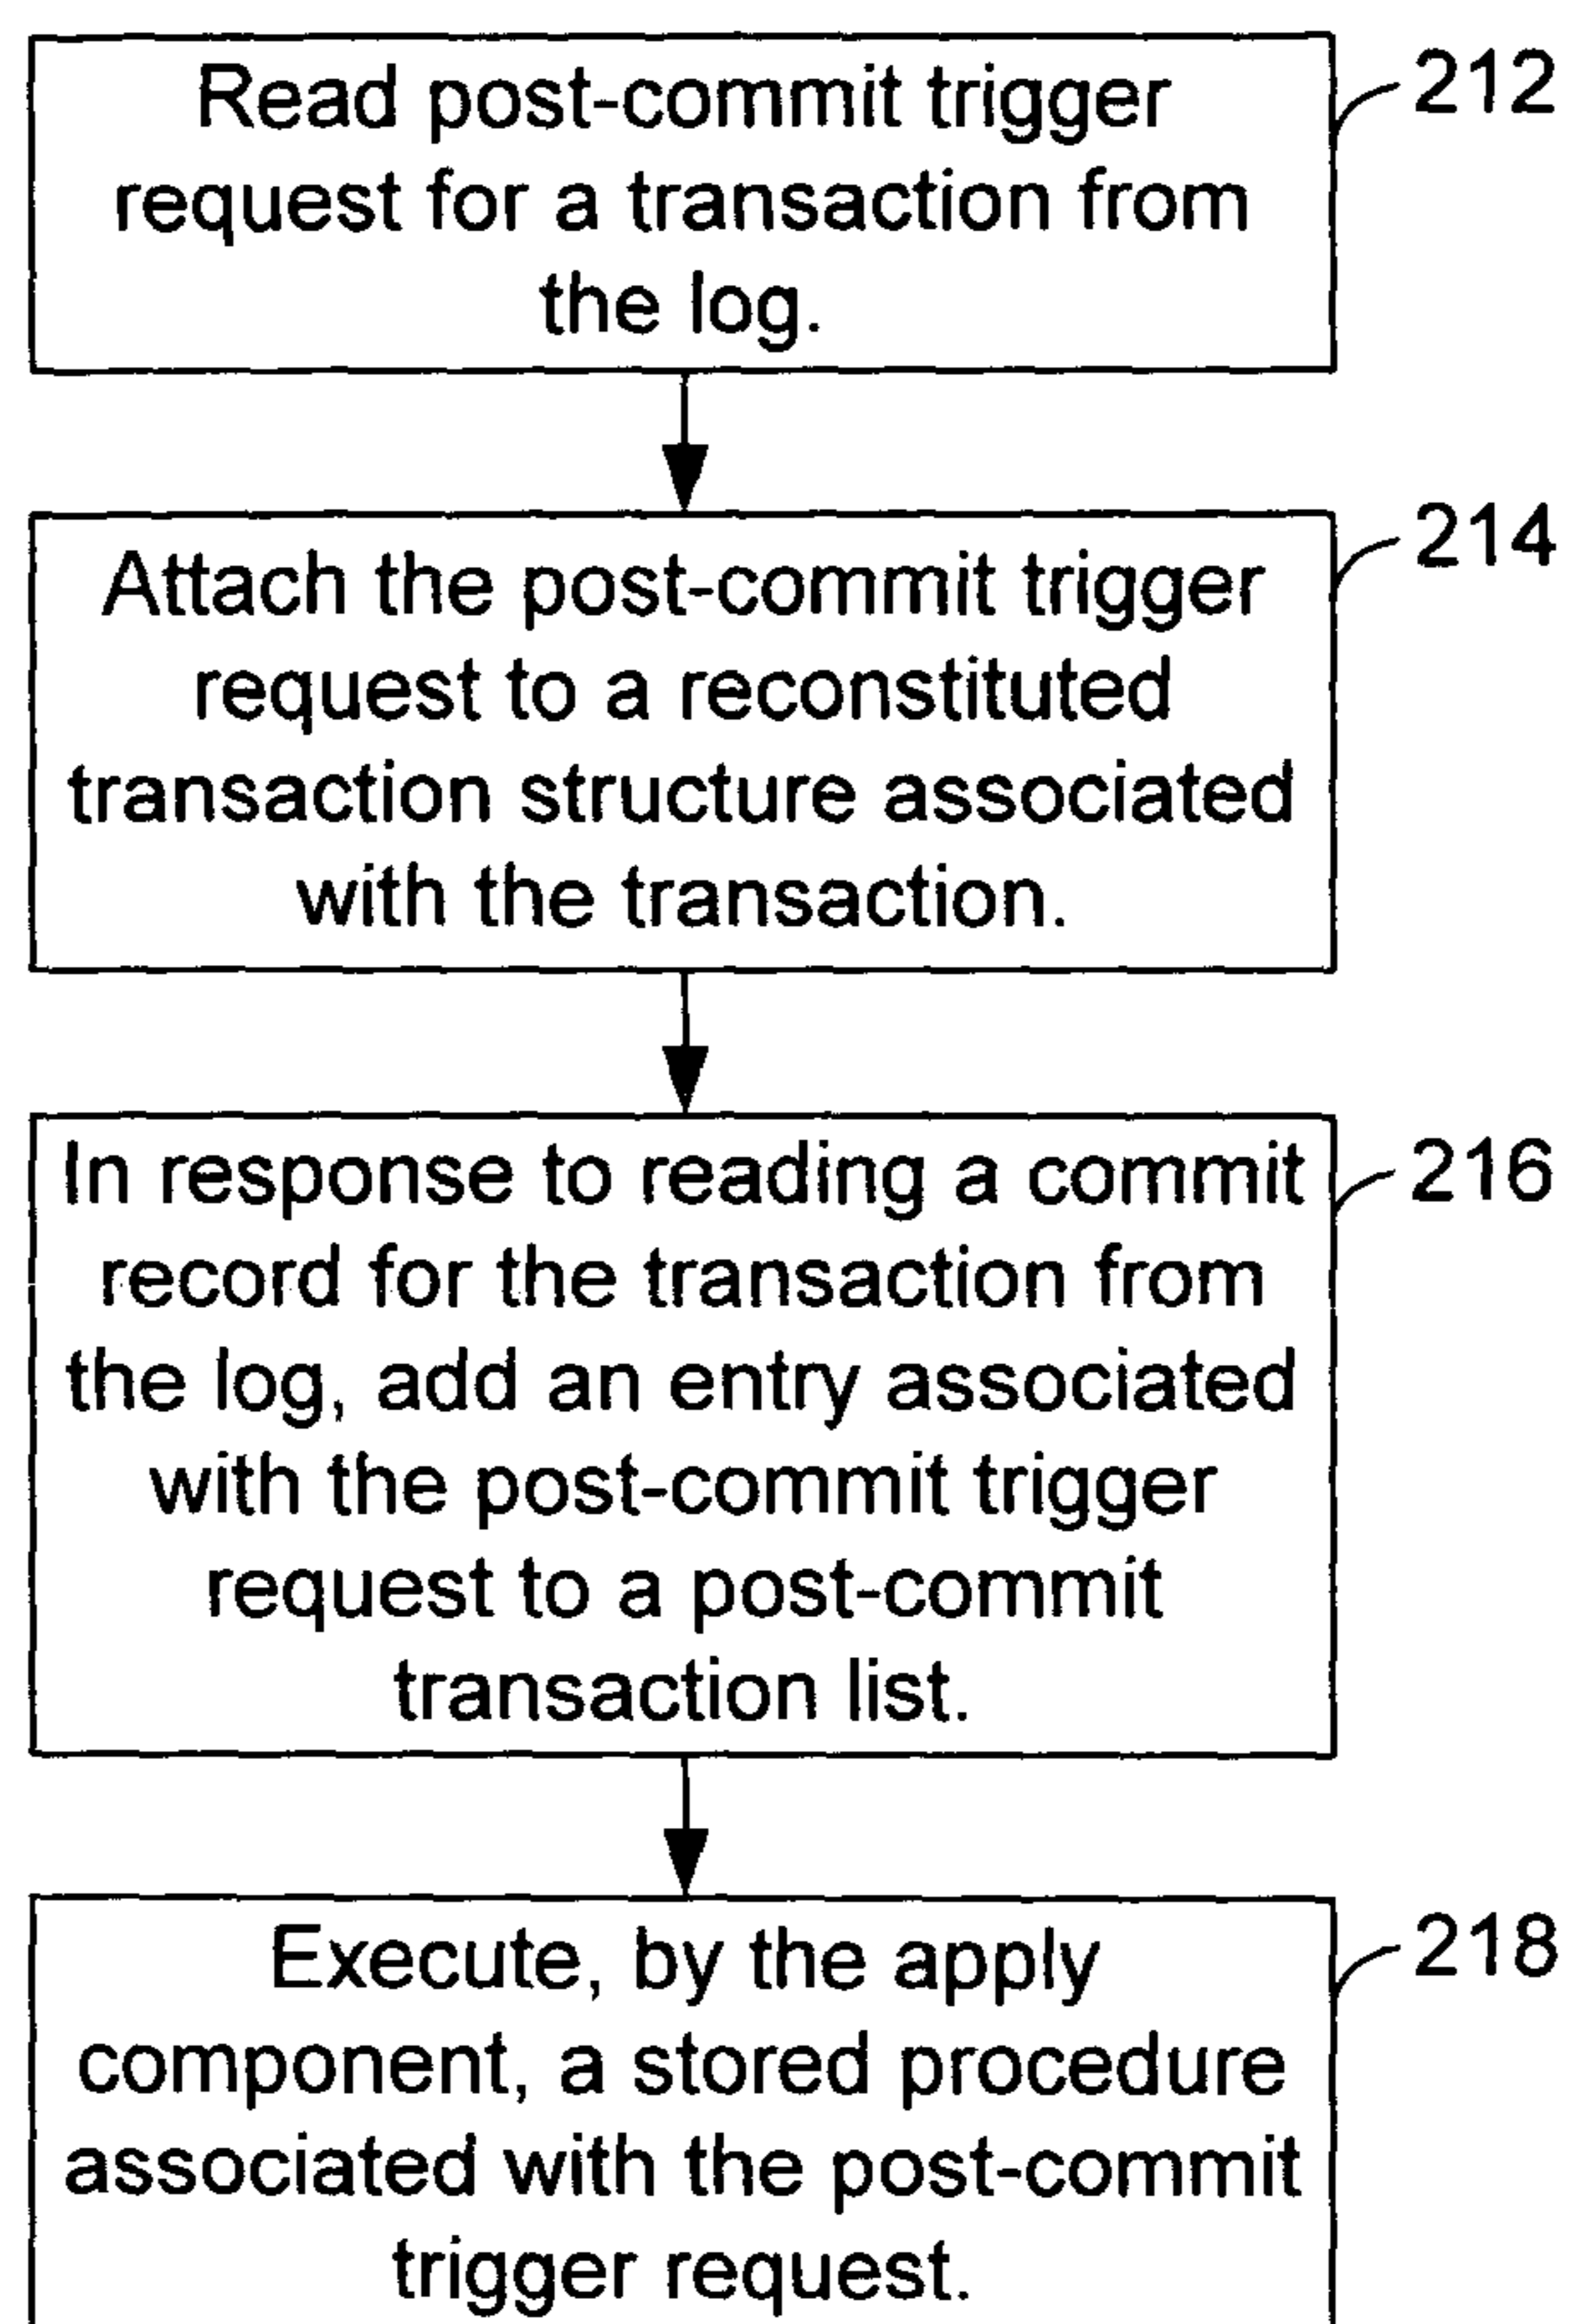 Read post-commit trigger
request for a transaction from
the log.
212
Attach the post-commit trigger
request to a reconstituted
transaction structure associated
with the transaction.
214
In response to reading a commit
record for the transaction from
the log, add an entry associated
with the post-commit trigger
request to a post-commit
transaction list.
216
Execute, by the apply
component, a stored procedure
associated with the post-commit
trigger request.
218